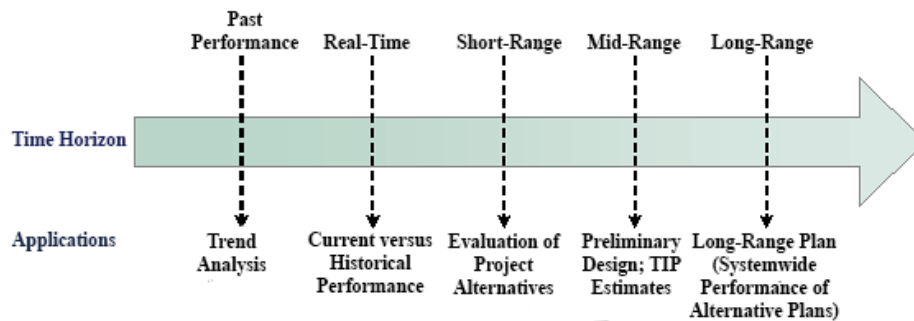 Past
Performance
Real-Time
Short-Range
Mid-Range
Long-Range
Time Horizon
Applications
Trend
Analysis
Current versus
Historical
Performance
Evaluation of
Project
Alternatives
Preliminary
Design; TIP
Estimates
Long-Range Plan
(Systemwide
Performance of
Alternative Plans)